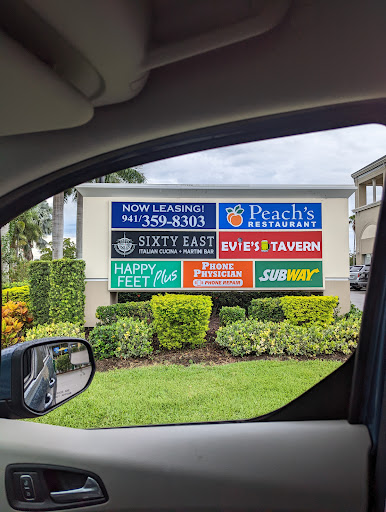 NOW LEASING!
941/359-8303
Peach's
RESTAURANT
SIXTY EAST
ITALIAN CUCINA + MARTINI BAR
EVIE'S TAVERN
HAPPY
FEET Plus
PHONE
PHYSICIAN
PHONE REPAIR
SUBWAY